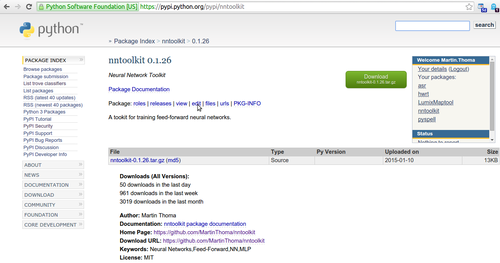 Python Software Foundation [US] https://pypi.python.org/pypi/nntoolkit
python
search
» Package Index > nntoolkit > 0.1.26
PACKAGE INDEX
Browse packages
Package submission
List trove classifiers
List packages
RSS (latest 40 updates)
RSS (newest 40 packages)
Python 3 Packages
PyPI Tutorial
PyPI Security
PyPI Support
PyPI Bug Reports
PyPI Discussion
PyPI Developer Info
ABOUT
NEWS
DOCUMENTATION
DOWNLOAD
COMMUNITY
FOUNDATION
CORE DEVELOPMENT
nntoolkit 0.1.26
Neural Network Toolkit
Package Documentation
Package: roles | releases | view | edit | files | urls | PKG-INFO
A tookit for training feed-forward neural networks.
Download
nntoolkit-0.1.26.tar.gz
Welcome Martin.Thoma
Your details (Logout)
Your packages:
asr
hwrt
LumixMaptool
nntoolkit
pyspell
Status
Nothing to report
File Type Py Version Uploaded on Size
nntoolkit-0.1.26.tar.gz (md5) Source 2015-01-10 13KB
Downloads (All Versions):
50 downloads in the last day
961 downloads in the last week
3019 downloads in the last month
Author: Martin Thoma
Documentation: nntoolkit package documentation
Home Page: https://github.com/MartinThoma/nntoolkit
Download URL: https://github.com/MartinThoma/nntoolkit
Keywords: Neural Networks,Feed-Forward,NN,MLP
License: MIT